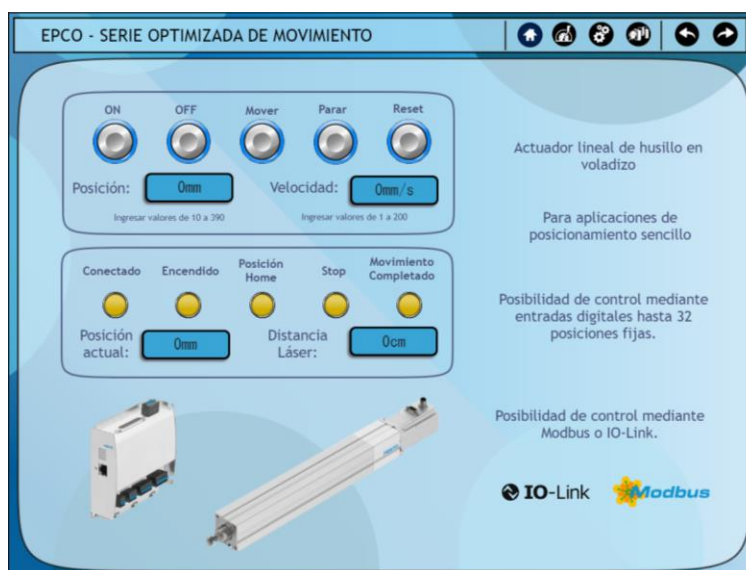 EPCO - SERIE OPTIMIZADA DE MOVIMIENTO
ON OFF Mover Parar Reset
Posición: 0mm Velocidad: 0mm/s
Ingresar valores de 10 a 390 Ingresar valores de 1 a 200
Conectado Encendido Posición Home Stop Movimiento Completado
Posición actual: 0mm Distancia Láser: 0cm
Actuador lineal de husillo en
voladizo
Para aplicaciones de
posicionamiento sencillo
Posibilidad de control mediante
entradas digitales hasta 32
posiciones fijas.
Posibilidad de control mediante
Modbus o IO-Link.
IO-Link Modbus